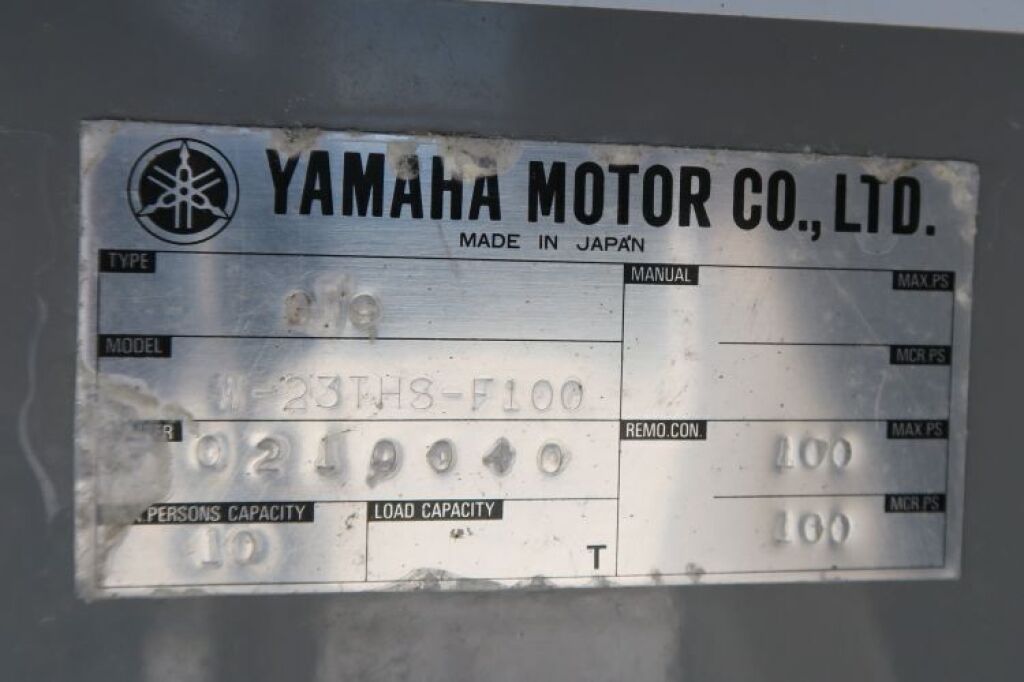 YAMAHA MOTOR CO., LTD.
MADE IN JAPAN
TYPE
MANUAL
MAX.PS
MODEL
W-23THS-F100
MCR.PS
0210040
REMO.CON.
100
MAX.PS
PERSONS CAPACITY
10
LOAD CAPACITY
T
100
MCR.PS